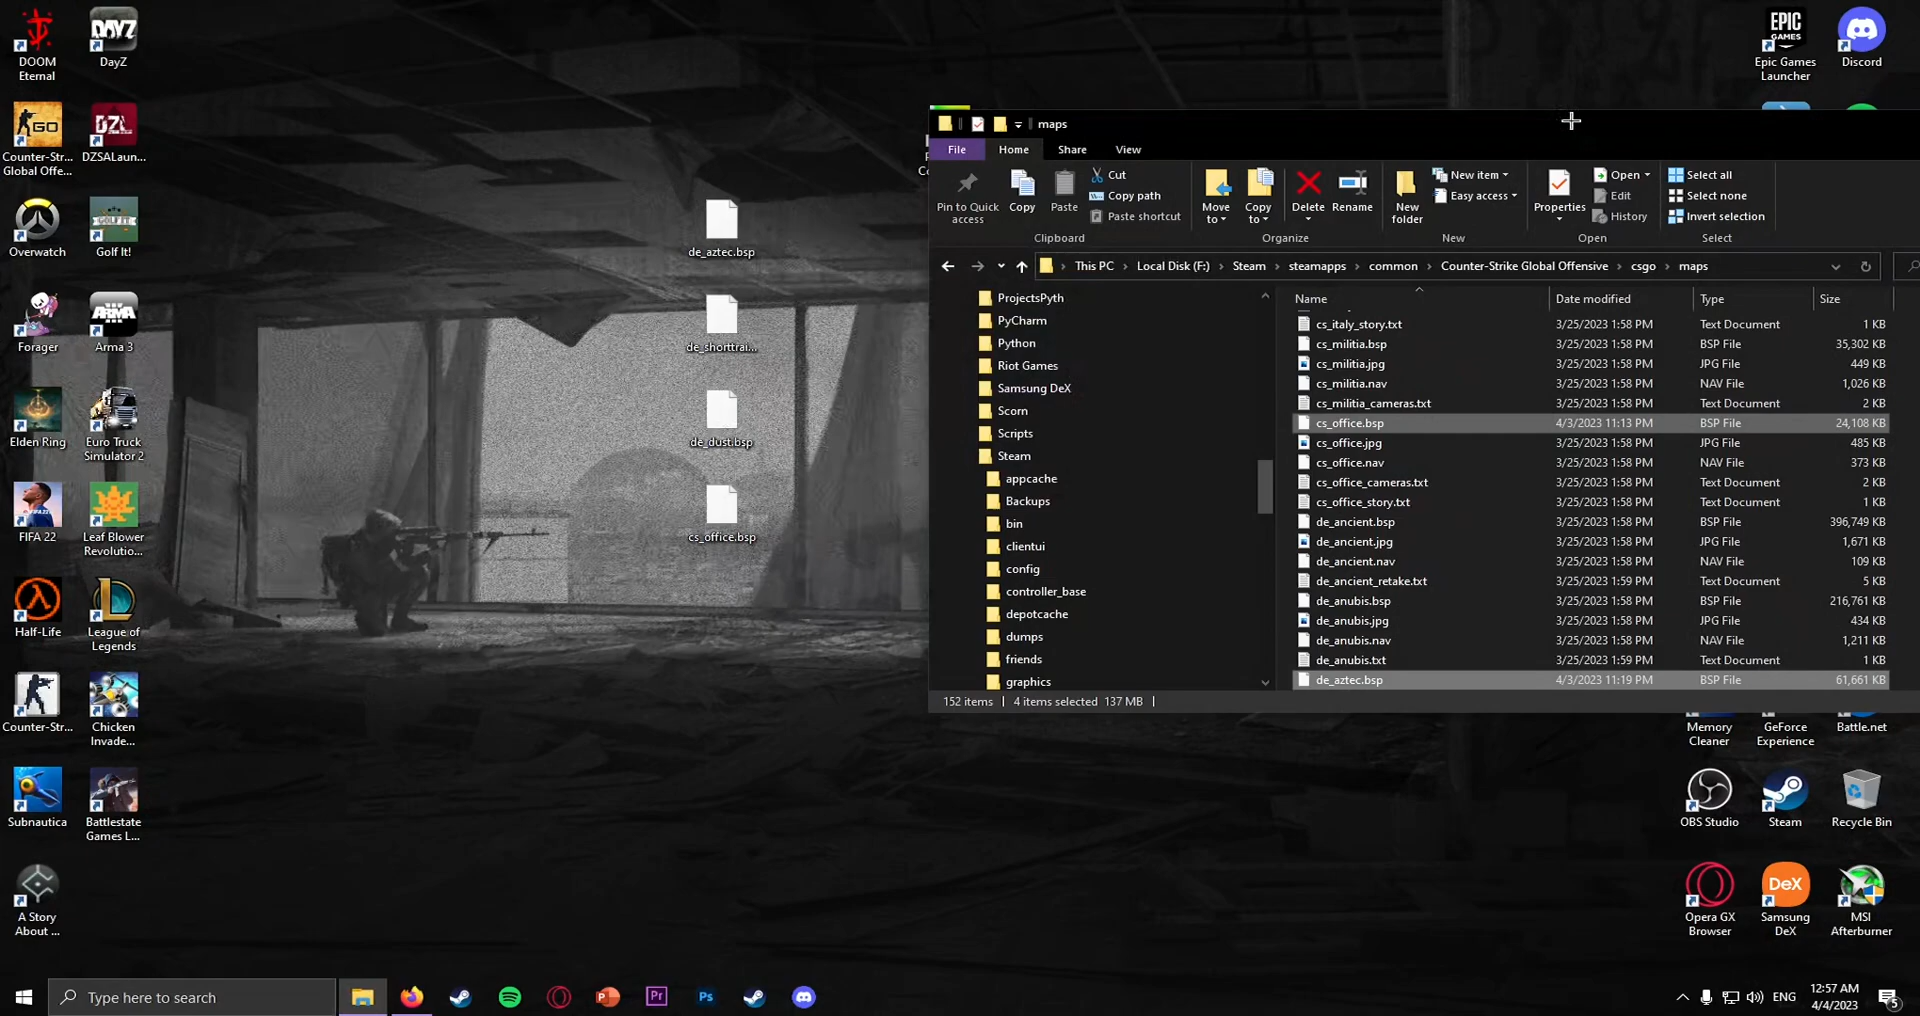 DOOM
Eternal
DAYZ
DayZ
GO
Counter-Str...
Global Offe...
DZL
DZSALaun...
Overwatch
GOLF IT!
Golf It!
Forager
ARMA
Arma 3
Elden Ring
Euro Truck
Simulator 2
FIFA 22
Leaf Blower
Revolutio...
Half-Life
League of
Legends
Counter-Str...
Chicken
Invade...
Subnautica
Battlestate
Games L...
A Story
About ...
de_aztec.bsp
de_shorttrai...
de_dust.bsp
cs_office.bsp
EPIC
GAMES
Epic Games
Launcher
Discord
maps
File
Home
Share
View
Pin to Quick
access
Copy
Paste
Cut
Copy path
Paste shortcut
Clipboard
Move
to
Copy
to
Delete
Rename
Organize
New
folder
New item
Easy access
New
Properties
Open
Edit
History
Open
Select all
Select none
Invert selection
Select
This PC
Local Disk (F:)
Steam
steamapps
common
Counter-Strike Global Offensive
csgo
maps
ProjectsPyth
PyCharm
Python
Riot Games
Samsung DeX
Scorn
Scripts
Steam
appcache
Backups
bin
clientui
config
controller_base
depotcache
dumps
friends
graphics
Name Date modified Type Size
cs_italy_story.txt 3/25/2023 1:58 PM Text Document 1 KB
cs_militia.bsp 3/25/2023 1:58 PM BSP File 35,302 KB
cs_militia.jpg 3/25/2023 1:58 PM JPG File 449 KB
cs_militia.nav 3/25/2023 1:58 PM NAV File 1,026 KB
cs_militia_cameras.txt 3/25/2023 1:58 PM Text Document 2 KB
cs_office.bsp 4/3/2023 11:13 PM BSP File 24,108 KB
cs_office.jpg 3/25/2023 1:58 PM JPG File 485 KB
cs_office.nav 3/25/2023 1:58 PM NAV File 373 KB
cs_office_cameras.txt 3/25/2023 1:58 PM Text Document 2 KB
cs_office_story.txt 3/25/2023 1:58 PM Text Document 1 KB
de_ancient.bsp 3/25/2023 1:58 PM BSP File 396,749 KB
de_ancient.jpg 3/25/2023 1:58 PM JPG File 1,671 KB
de_ancient.nav 3/25/2023 1:58 PM NAV File 109 KB
de_ancient_retake.txt 3/25/2023 1:59 PM Text Document 5 KB
de_anubis.bsp 3/25/2023 1:58 PM BSP File 216,761 KB
de_anubis.jpg 3/25/2023 1:58 PM JPG File 434 KB
de_anubis.nav 3/25/2023 1:58 PM NAV File 1,211 KB
de_anubis.txt 3/25/2023 1:59 PM Text Document 1 KB
de_aztec.bsp 4/3/2023 11:19 PM BSP File 61,661 KB
152 items
4 items selected 137 MB
Memory
Cleaner
GeForce
Experience
Battle.net
OBS Studio
Steam
Recycle Bin
Opera GX
Browser
DeX
Samsung
DeX
MSI
Afterburner
Type here to search
Pr
Ps
ENG
12:57 AM
4/4/2023
5